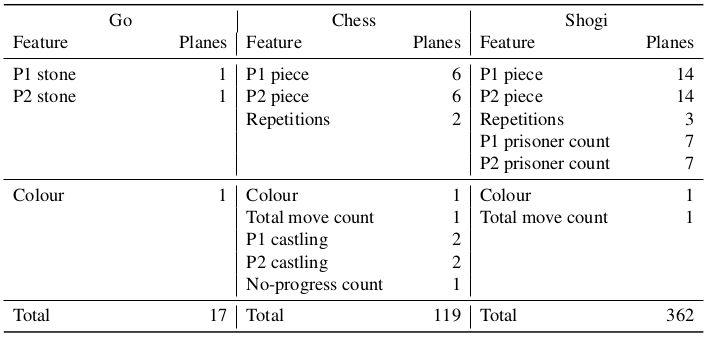 Go Chess Shogi
Feature Planes Feature Planes Feature Planes
P1 stone 1 P1 piece 6 P1 piece 14
P2 stone 1 P2 piece 6 P2 piece 14
Repetitions 2 Repetitions 3
P1 prisoner count 7
P2 prisoner count 7
Colour 1 Colour 1 Colour 1
Total move count 1 Total move count 1
P1 castling 2
P2 castling 2
No-progress count 1
Total 17 Total 119 Total 362